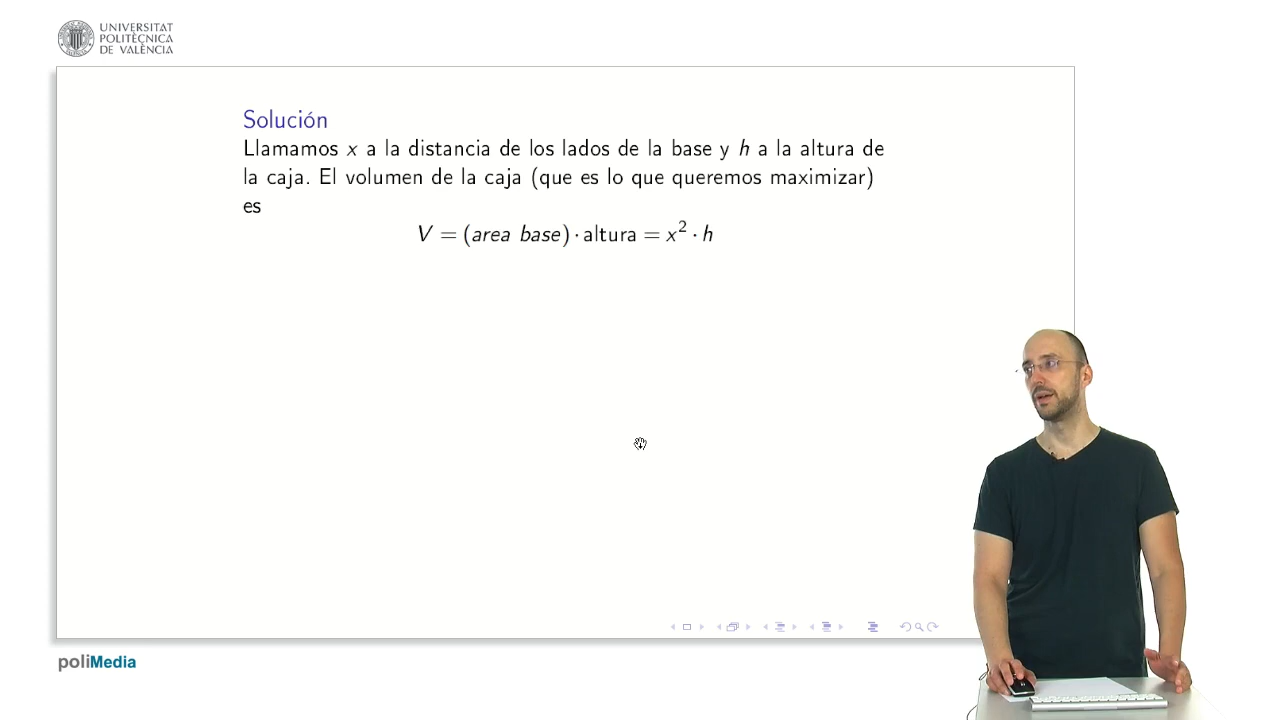 UNIVERSITAT
POLITÈCNICA
DE VALÈNCIA
Solución
Llamamos x a la distancia de los lados de la base y h a la altura de
la caja. El volumen de la caja (que es lo que queremos maximizar)
es
V = (area base) · altura = x² · h
poliMedia